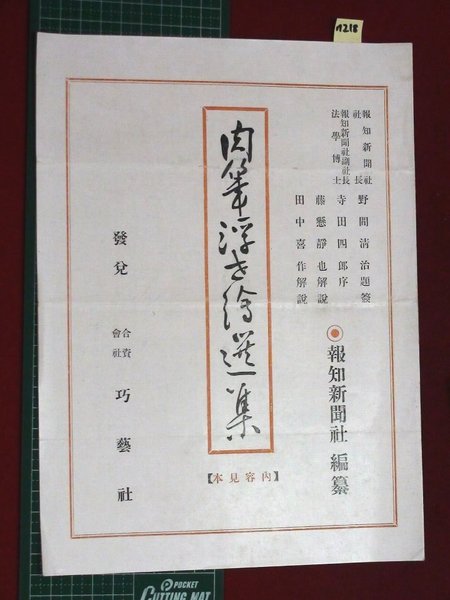 n218
報知新聞社
社長
野間清治題簽
報知新聞社副社長
法學博士
寺田四郎序
藤懸靜也解說
田中喜作解說
◉報知新聞社編纂
肉筆浮世繪選集
【內容見本】
發兌
合資會社
巧藝社
POCKET
CUTTING MAT